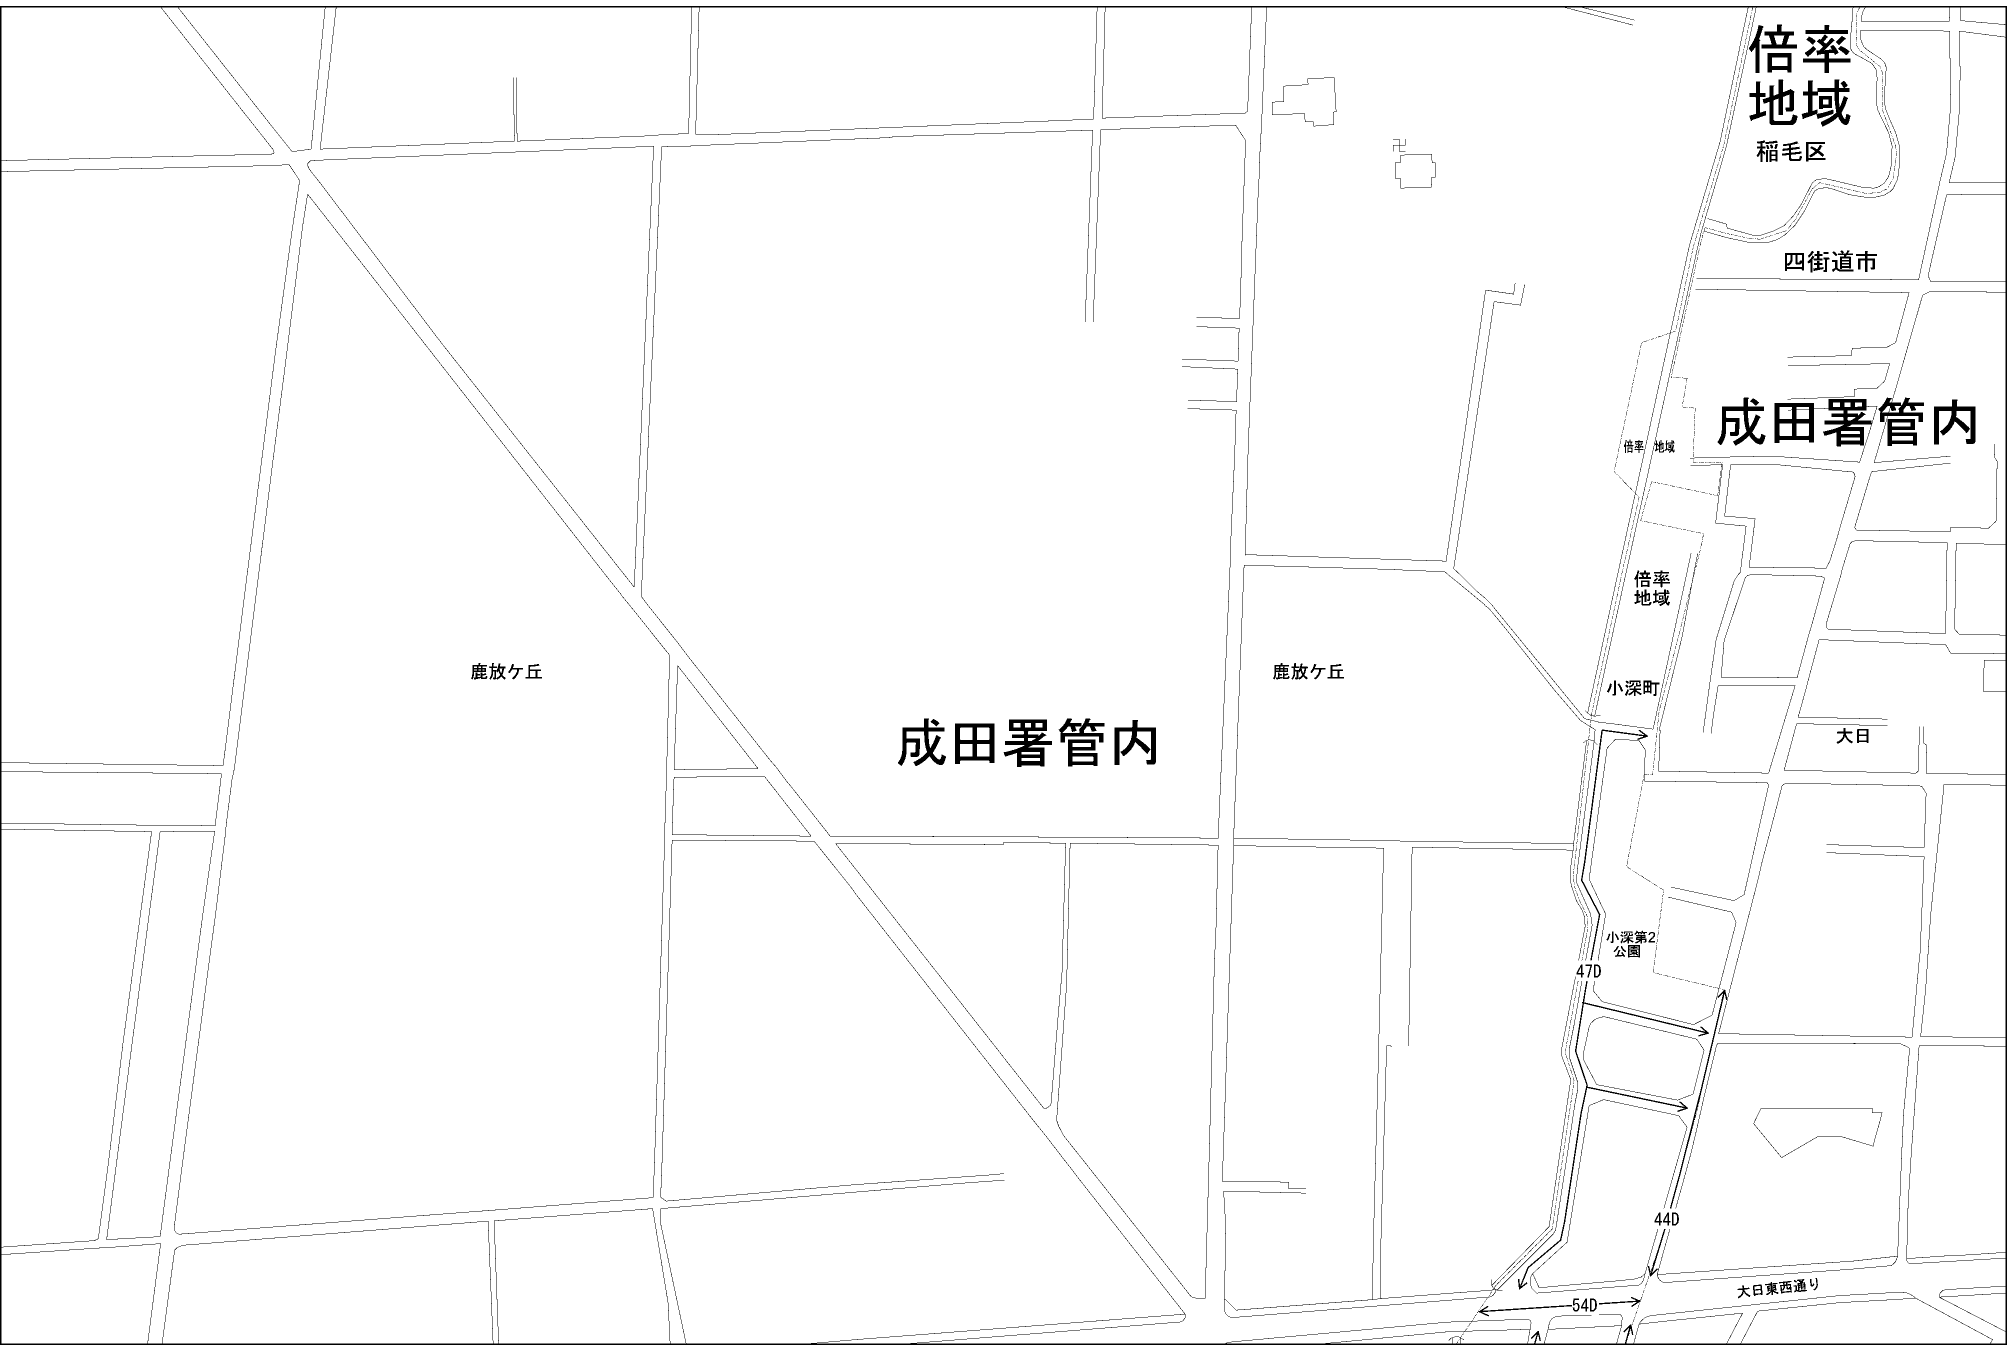 倍率
地域
稲毛区
四街道市
成田署管内
倍率 地域
倍率
地域
鹿放ケ丘
鹿放ケ丘
小深町
成田署管内
大日
小深第2
公園
47D
44D
大日東西通り
54D